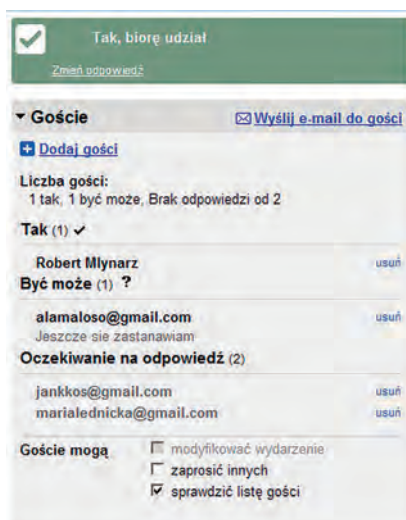 Tak, biorę udział
Zmień odpowiedź
Goście Wyślij e-mail do gości
Dodaj gości
Liczba gości:
1 tak, 1 być może, Brak odpowiedzi od 2
Tak (1)
Robert Mlynarz usuń
Być może (1) ?
alamaloso@gmail.com usuń
Jeszcze sie zastanawiam
Oczekiwanie na odpowiedź (2)
jankkos@gmail.com usuń
marialednicka@gmail.com usuń
Goście mogą modyfikować wydarzenie
zaprosić innych
sprawdzić listę gości